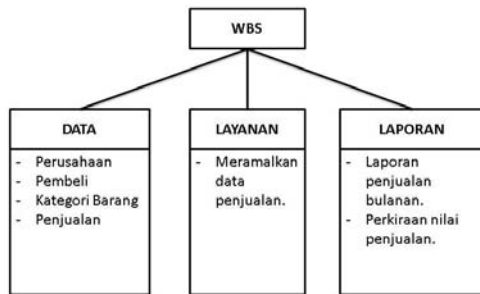 WBS
DATA
- Perusahaan
- Pembeli
- Kategori Barang
- Penjualan
LAYANAN
- Meramalkan
data
penjualan.
LAPORAN
- Laporan
penjualan
bulanan.
- Perkiraan nilai
penjualan.